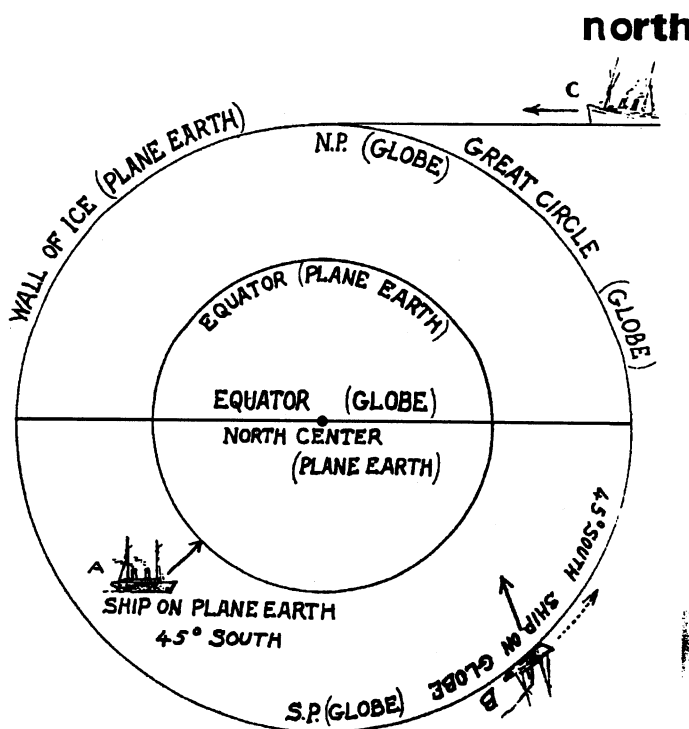 north
C
WALL OF ICE (PLANE EARTH)
N.P. (GLOBE)
GREAT CIRCLE (GLOBE)
EQUATOR (PLANE EARTH)
EQUATOR (GLOBE)
NORTH CENTER
(PLANE EARTH)
A
SHIP ON PLANE EARTH
45° SOUTH
45° SOUTH SHIP ON GLOBE
B
S.P. (GLOBE)